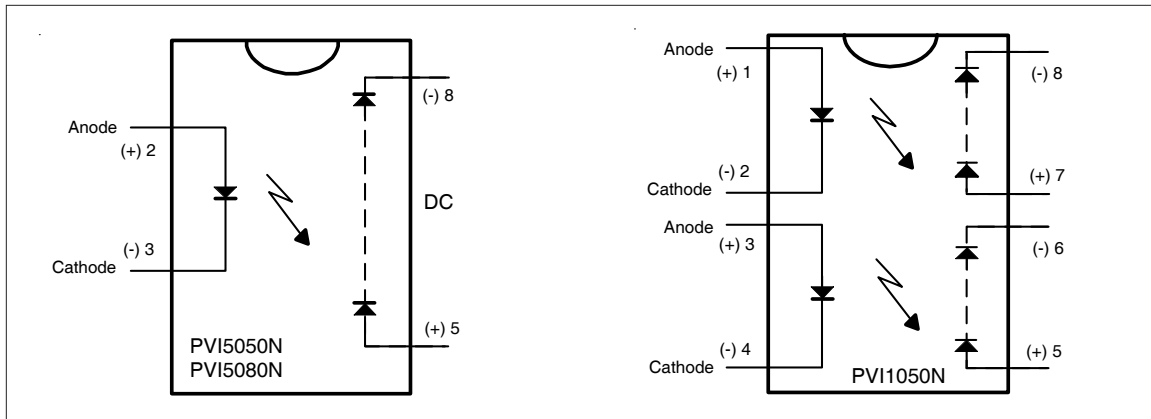 (-) 8
Anode
(+) 2
DC
(-) 3
Cathode
(+) 5
PVI5050N
PVI5080N
Anode
(+) 1
(-) 8
(-) 2
(+) 7
Cathode
Anode
(+) 3
(-) 6
(-) 4
(+) 5
Cathode
PVI1050N